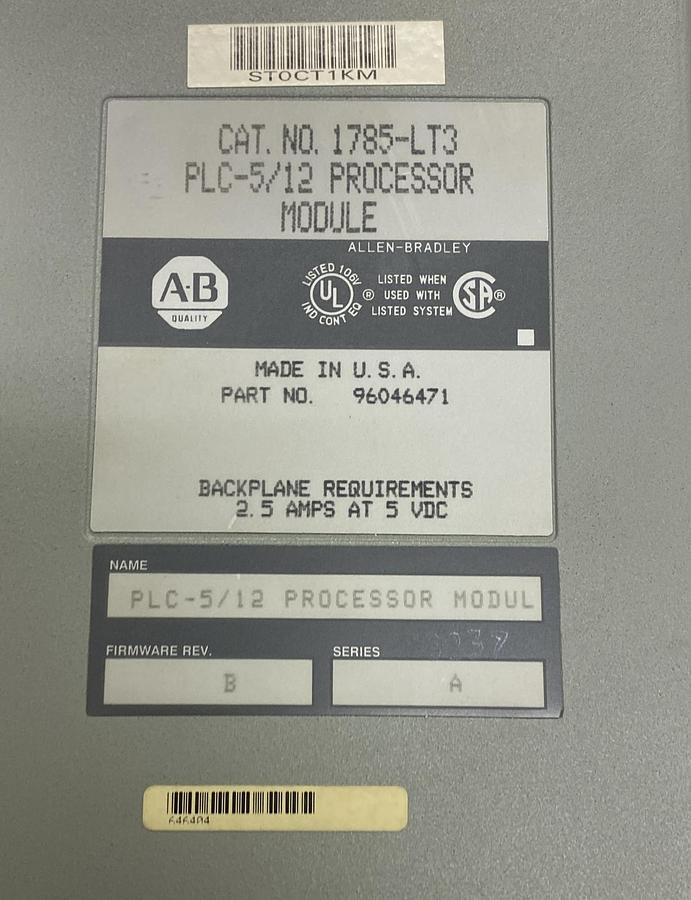 ST0CT1KM
CAT. NO. 1785-LT3
PLC-5/12 PROCESSOR
MODULE
ALLEN-BRADLEY
A-B
QUALITY
LISTED 106V
UL
IND CONT EQ
®
LISTED WHEN
USED WITH
LISTED SYSTEM
SA®
MADE IN U.S.A.
PART NO. 96046471
BACKPLANE REQUIREMENTS
2.5 AMPS AT 5 VDC
NAME
PLC-5/12 PROCESSOR MODUL
FIRMWARE REV.
SERIES
B
A